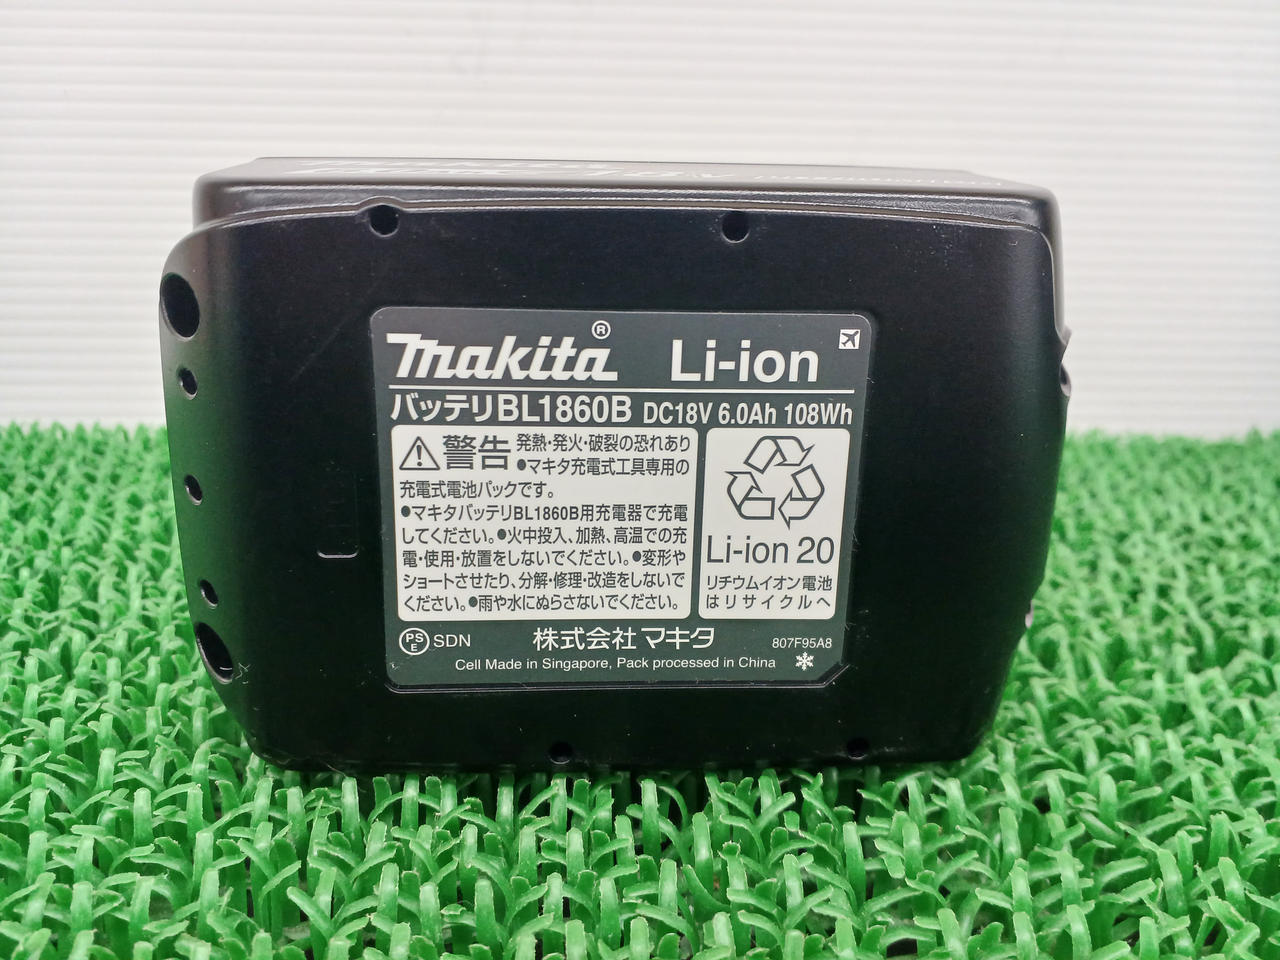 makita® Li-ion
バッテリBL1860B DC18V 6.0Ah 108Wh
警告 発熱・発火・破裂の恐れあり
●マキタ充電式工具専用の
充電式電池パックです。
●マキタバッテリBL1860B用充電器で充電
してください。●火中投入、加熱、高温での充
電・使用・放置をしないでください。●変形や
ショートさせたり、分解・修理・改造をしないで
ください。●雨や水にぬらさないでください。
Li-ion 20
リチウムイオン電池
はリサイクルへ
PSE SDN 株式会社マキタ 807F95A8
Cell Made in Singapore, Pack processed in China